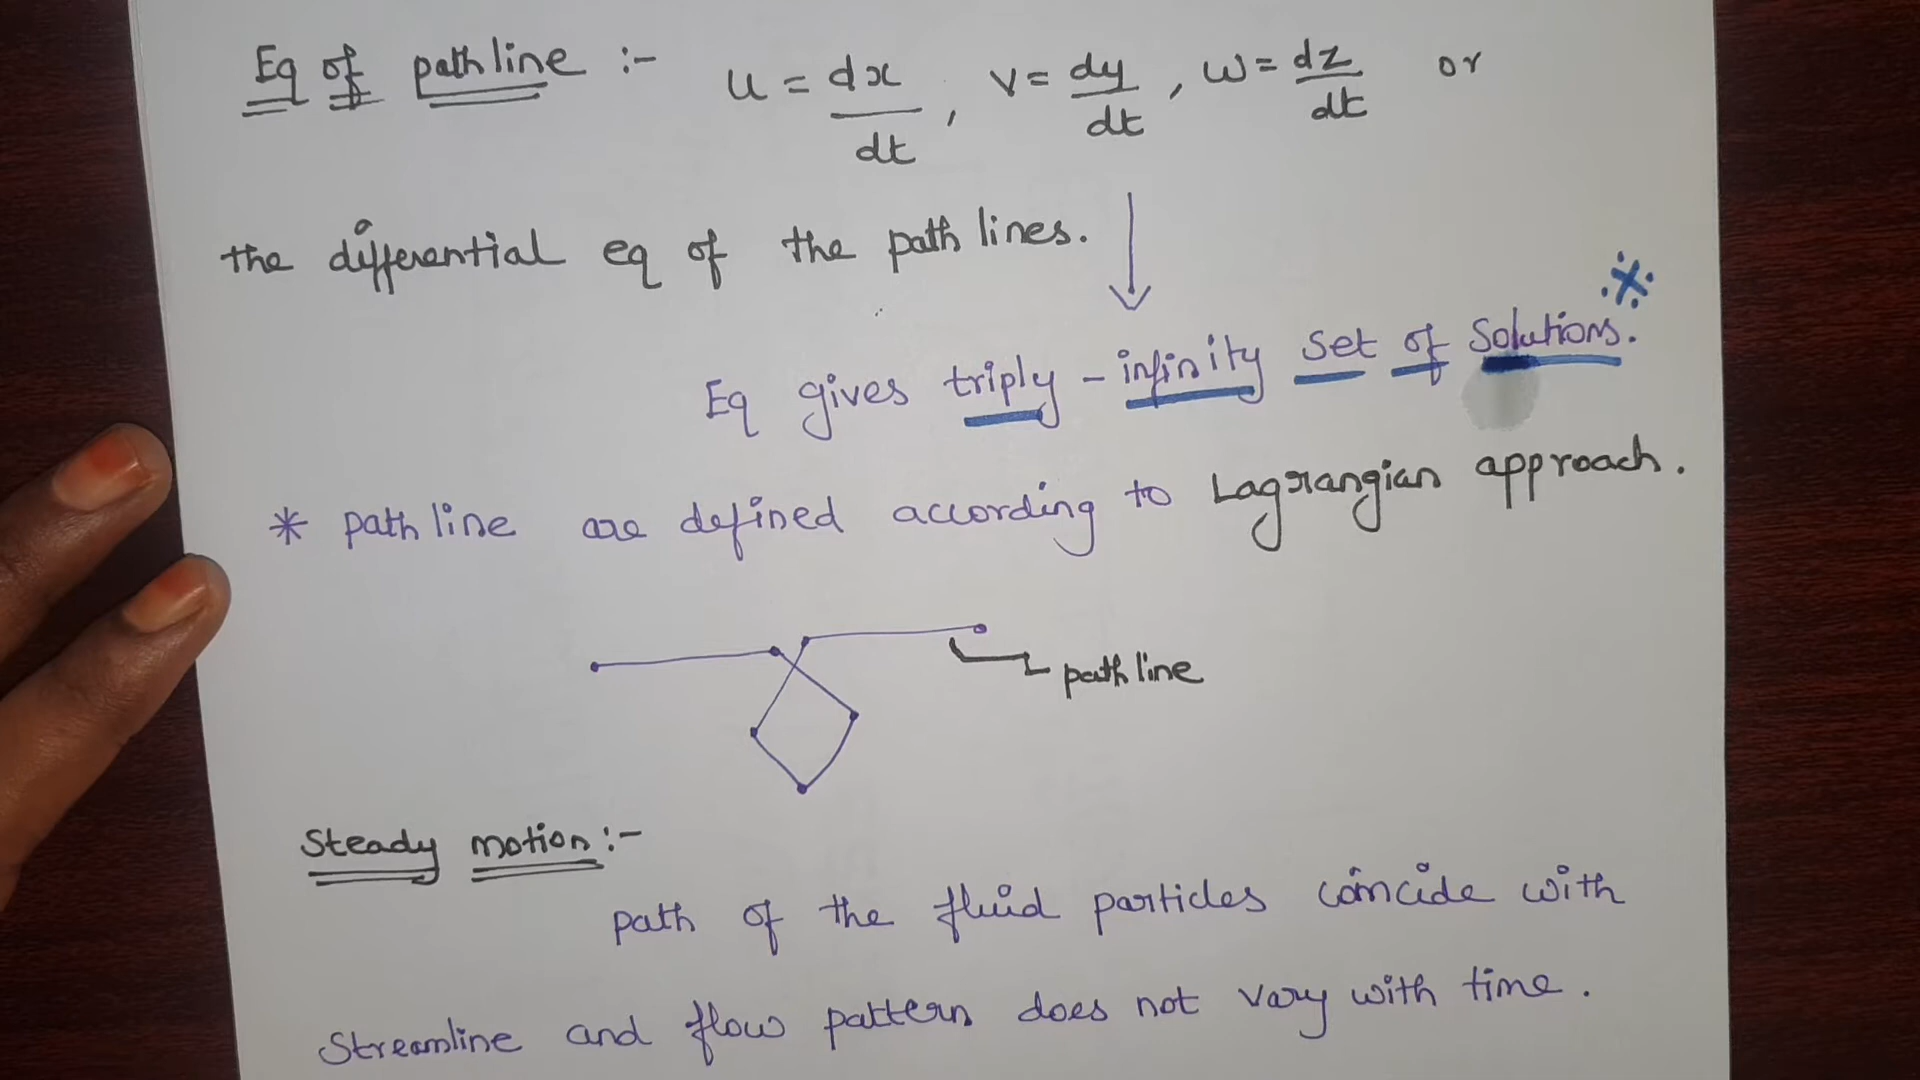 Eq of path line :- u = dx/dt, v = dy/dt, w = dz/dt or
the differential eq of the path lines.
Eq gives triply - infinity set of solutions.
* path line are defined according to Lagrangian approach.
path line
Steady motion :-
path of the fluid particles coincide with
Streamline and flow pattern does not vary with time.